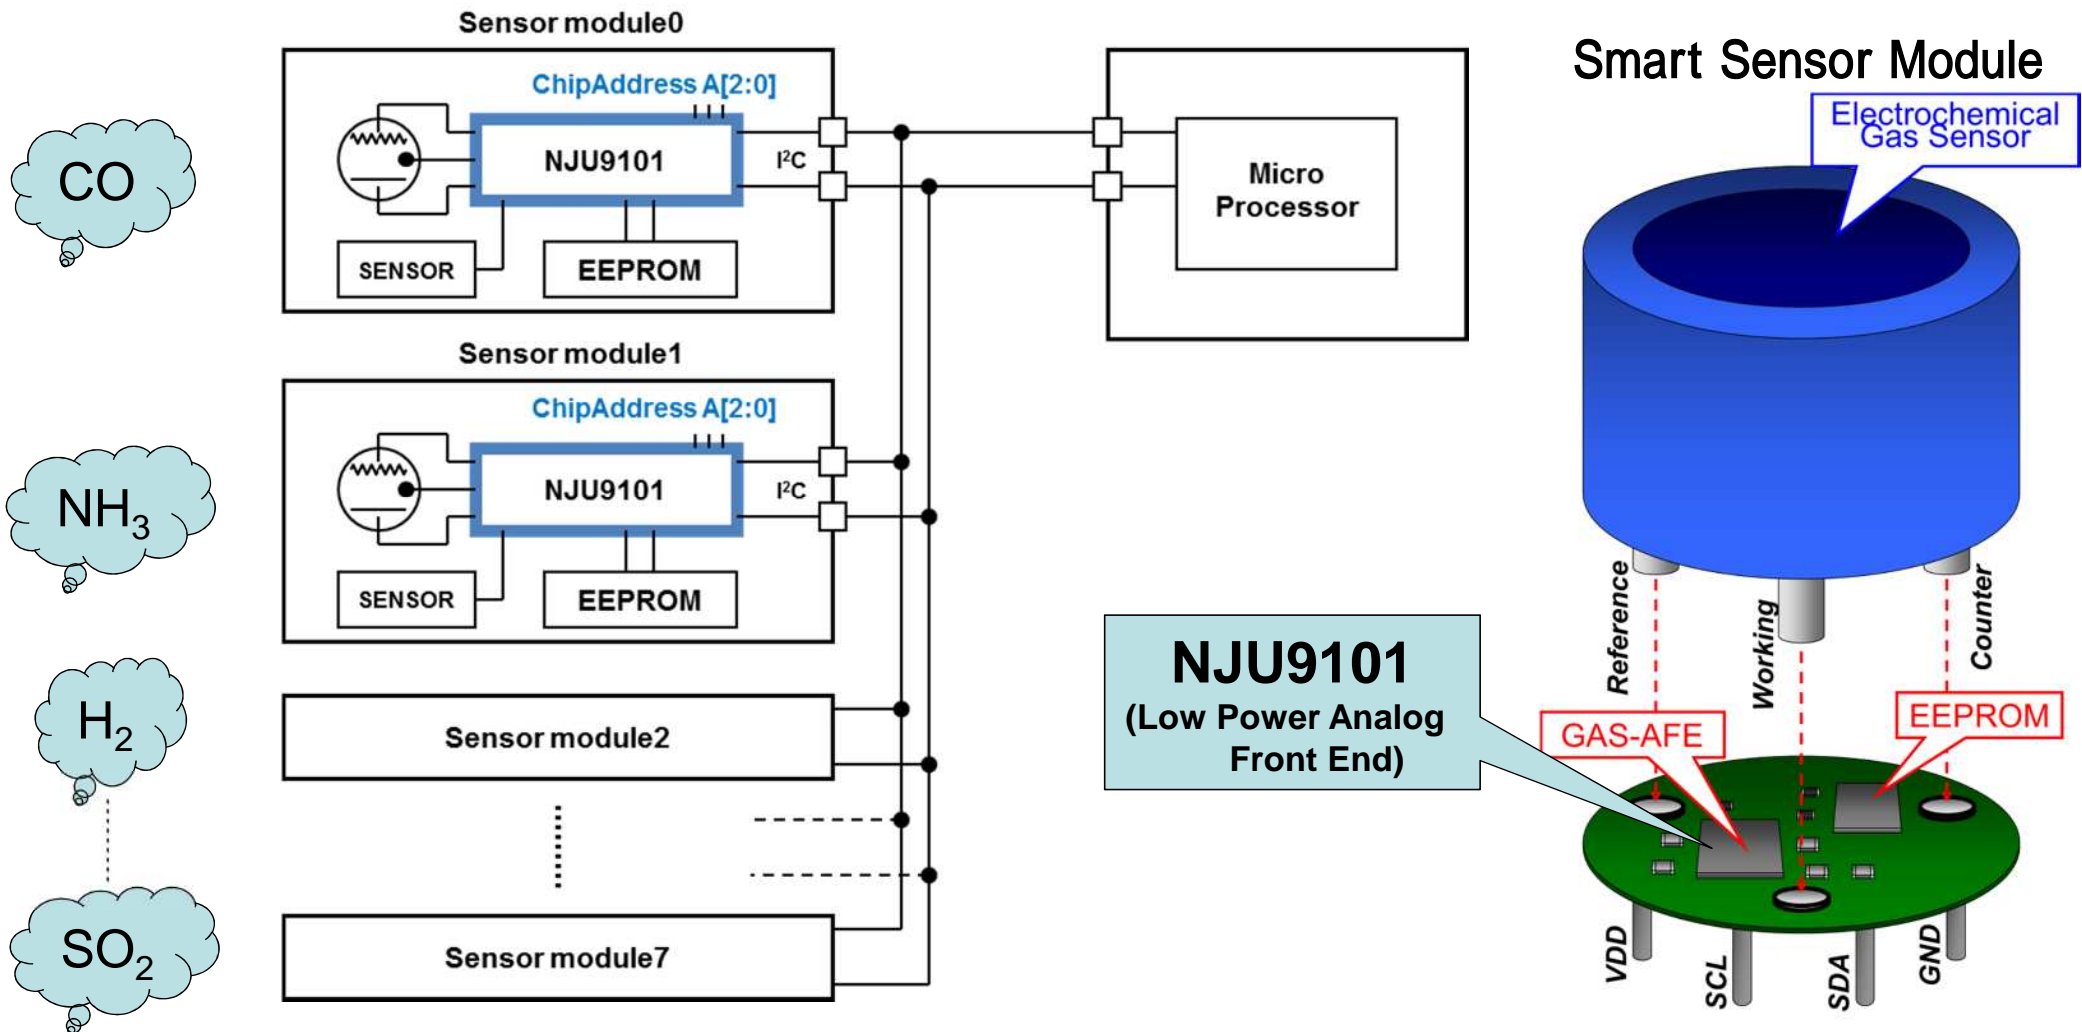 Sensor module0
ChipAddress A[2:0]
CO
NJU9101
I²C
SENSOR
EEPROM
Micro
Processor
Sensor module1
ChipAddress A[2:0]
NH₃
NJU9101
I²C
SENSOR
EEPROM
H₂
Sensor module2
SO₂
Sensor module7
NJU9101
(Low Power Analog
Front End)
Smart Sensor Module
Electrochemical
Gas Sensor
Reference
Working
Counter
GAS-AFE
EEPROM
VDD
SCL
SDA
GND